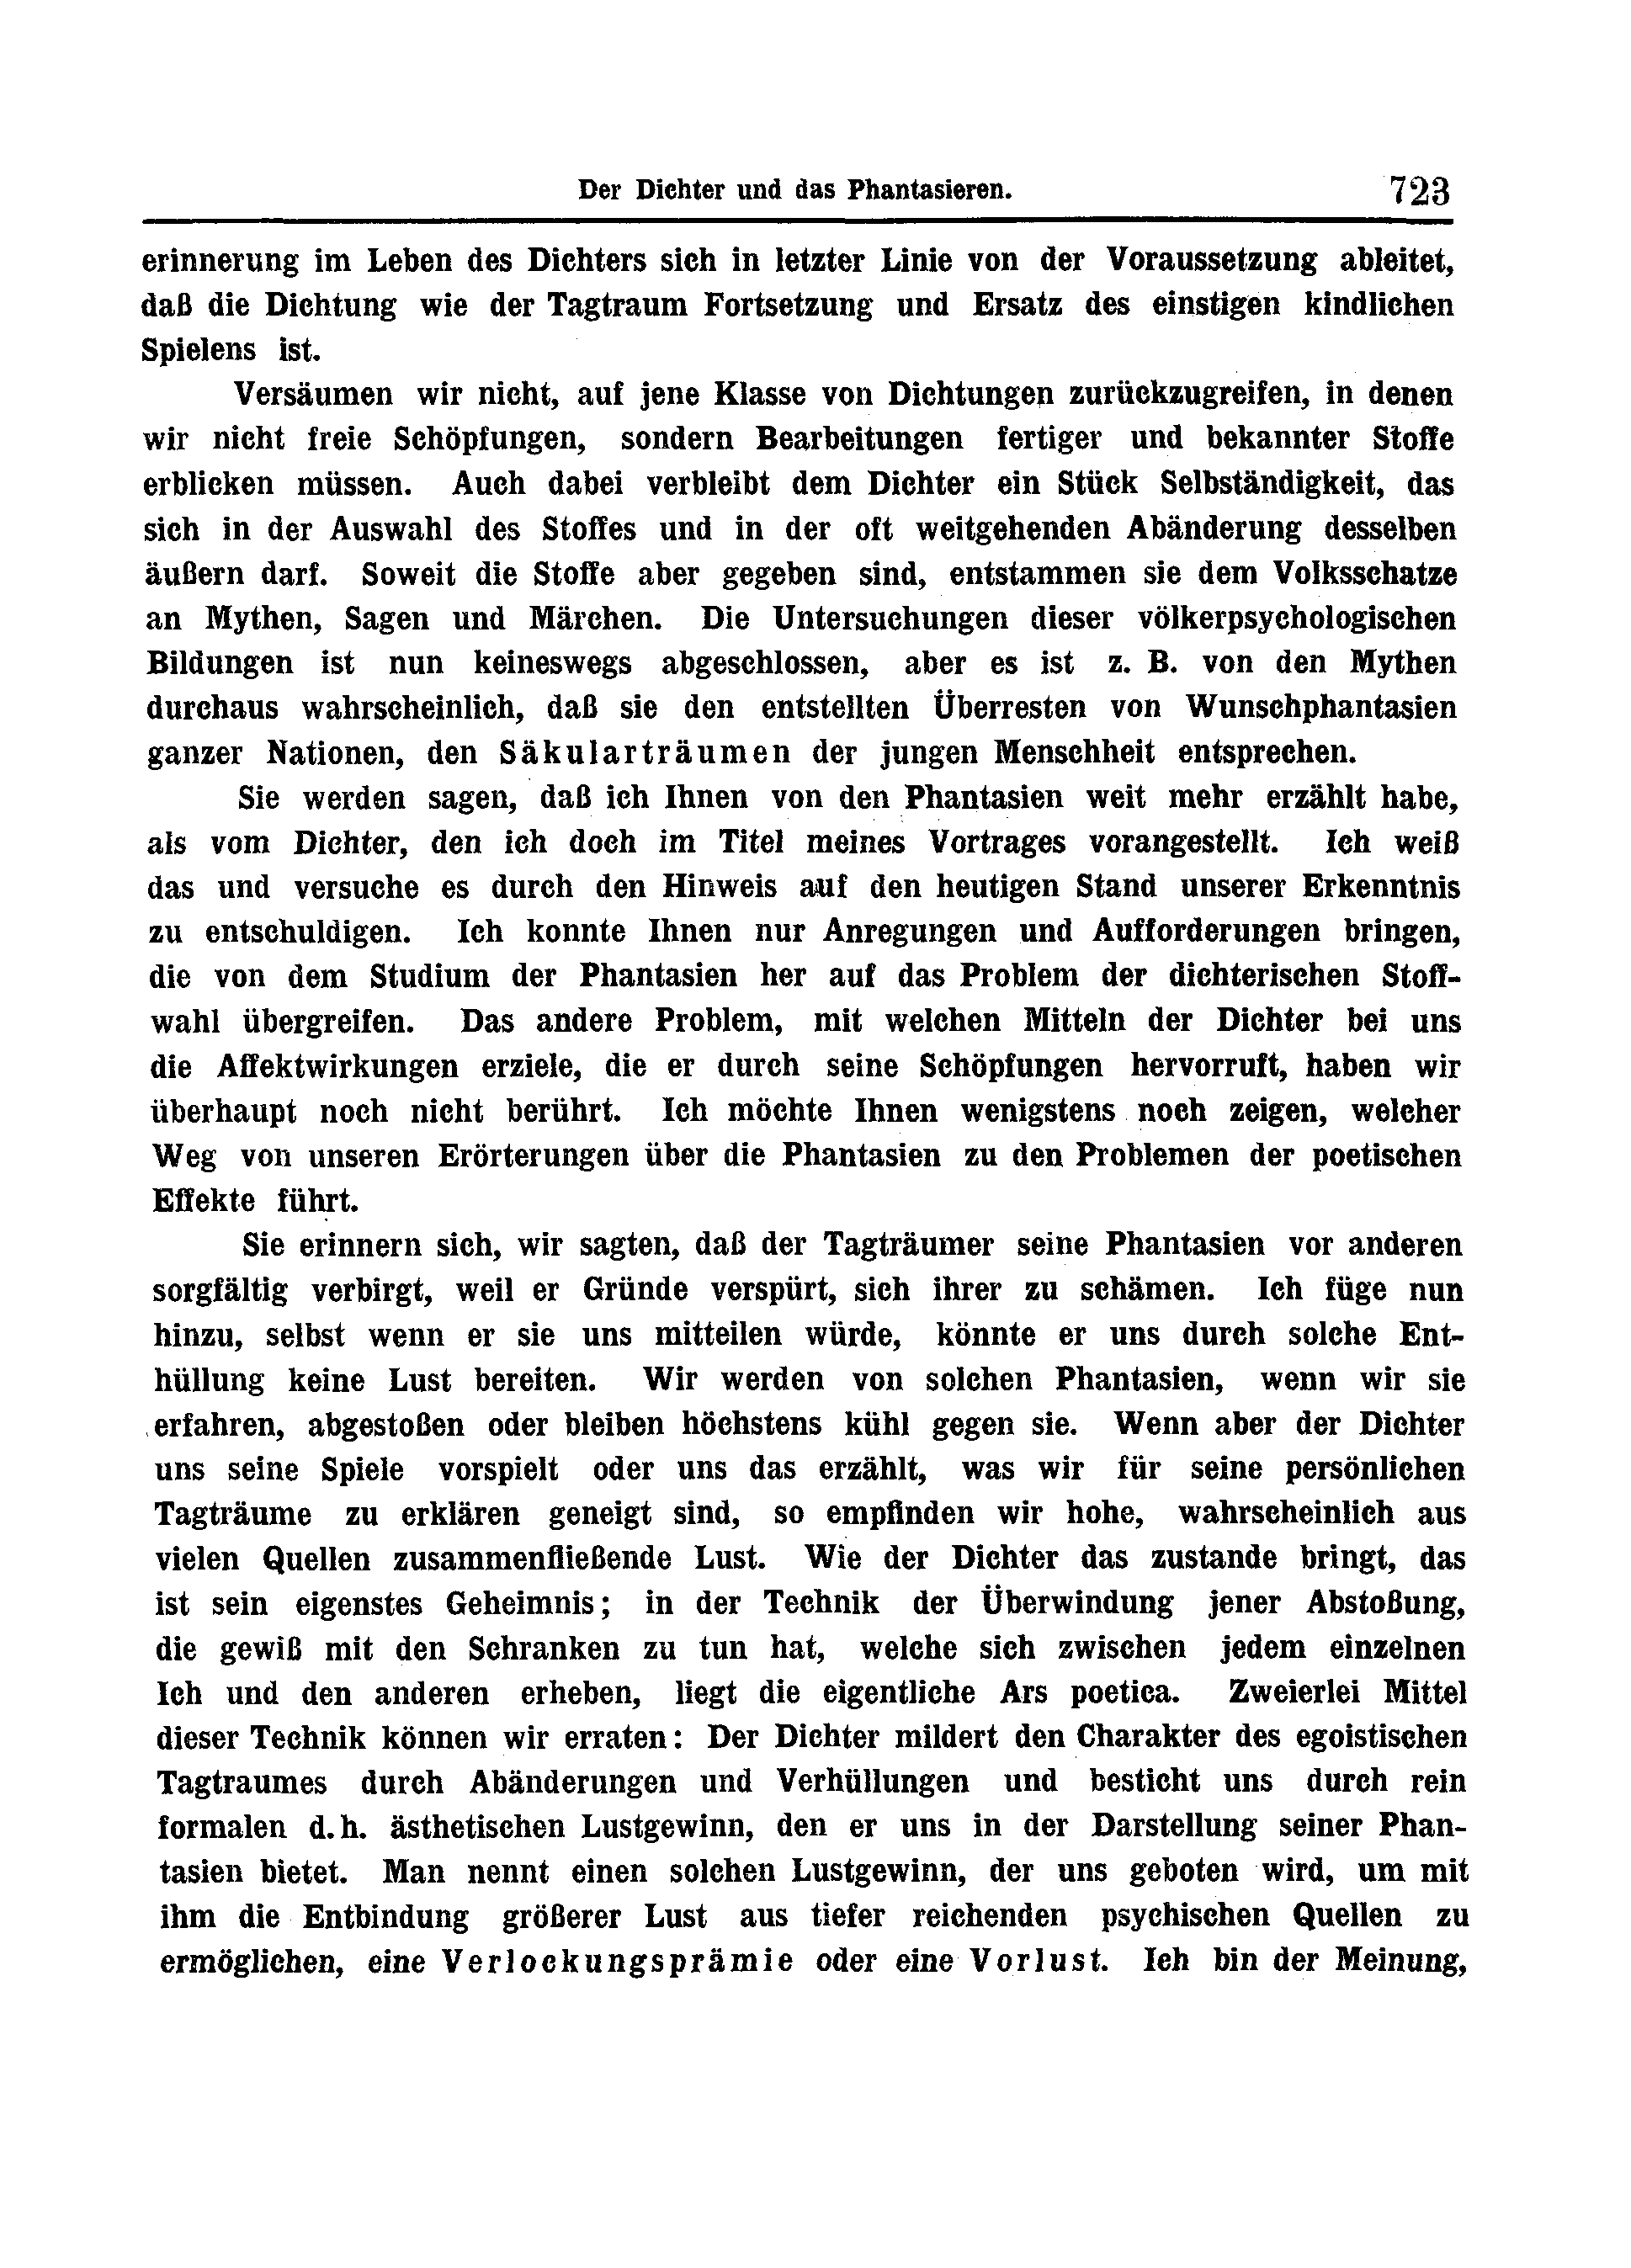 Der Dichter und das Phantasieren. 723
erinnerung im Leben des Dichters sich in letzter Linie von der Voraussetzung ableitet,
daß die Dichtung wie der Tagtraum Fortsetzung und Ersatz des einstigen kindlichen
Spielens ist.
Versäumen wir nicht, auf jene Klasse von Dichtungen zurückzugreifen, in denen
wir nicht freie Schöpfungen, sondern Bearbeitungen fertiger und bekannter Stoffe
erblicken müssen. Auch dabei verbleibt dem Dichter ein Stück Selbständigkeit, das
sich in der Auswahl des Stoffes und in der oft weitgehenden Abänderung desselben
äußern darf. Soweit die Stoffe aber gegeben sind, entstammen sie dem Volksschatze
an Mythen, Sagen und Märchen. Die Untersuchungen dieser völkerpsychologischen
Bildungen ist nun keineswegs abgeschlossen, aber es ist z. B. von den Mythen
durchaus wahrscheinlich, daß sie den entstellten Überresten von Wunschphantasien
ganzer Nationen, den Säkularträumen der jungen Menschheit entsprechen.
Sie werden sagen, daß ich Ihnen von den Phantasien weit mehr erzählt habe,
als vom Dichter, den ich doch im Titel meines Vortrages vorangestellt. Ich weiß
das und versuche es durch den Hinweis auf den heutigen Stand unserer Erkenntnis
zu entschuldigen. Ich konnte Ihnen nur Anregungen und Aufforderungen bringen,
die von dem Studium der Phantasien her auf das Problem der dichterischen Stoff-
wahl übergreifen. Das andere Problem, mit welchen Mitteln der Dichter bei uns
die Affektwirkungen erziele, die er durch seine Schöpfungen hervorruft, haben wir
überhaupt noch nicht berührt. Ich möchte Ihnen wenigstens noch zeigen, welcher
Weg von unseren Erörterungen über die Phantasien zu den Problemen der poetischen
Effekte führt.
Sie erinnern sich, wir sagten, daß der Tagträumer seine Phantasien vor anderen
sorgfältig verbirgt, weil er Gründe verspürt, sich ihrer zu schämen. Ich füge nun
hinzu, selbst wenn er sie uns mitteilen würde, könnte er uns durch solche Ent-
hüllung keine Lust bereiten. Wir werden von solchen Phantasien, wenn wir sie
erfahren, abgestoßen oder bleiben höchstens kühl gegen sie. Wenn aber der Dichter
uns seine Spiele vorspielt oder uns das erzählt, was wir für seine persönlichen
Tagträume zu erklären geneigt sind, so empfinden wir hohe, wahrscheinlich aus
vielen Quellen zusammenfließende Lust. Wie der Dichter das zustande bringt, das
ist sein eigenstes Geheimnis; in der Technik der Überwindung jener Abstoßung,
die gewiß mit den Schranken zu tun hat, welche sich zwischen jedem einzelnen
Ich und den anderen erheben, liegt die eigentliche Ars poetica. Zweierlei Mittel
dieser Technik können wir erraten: Der Dichter mildert den Charakter des egoistischen
Tagtraumes durch Abänderungen und Verhüllungen und besticht uns durch rein
formalen d. h. ästhetischen Lustgewinn, den er uns in der Darstellung seiner Phan-
tasien bietet. Man nennt einen solchen Lustgewinn, der uns geboten wird, um mit
ihm die Entbindung größerer Lust aus tiefer reichenden psychischen Quellen zu
ermöglichen, eine Verlockungsprämie oder eine Vorlust. Ich bin der Meinung,